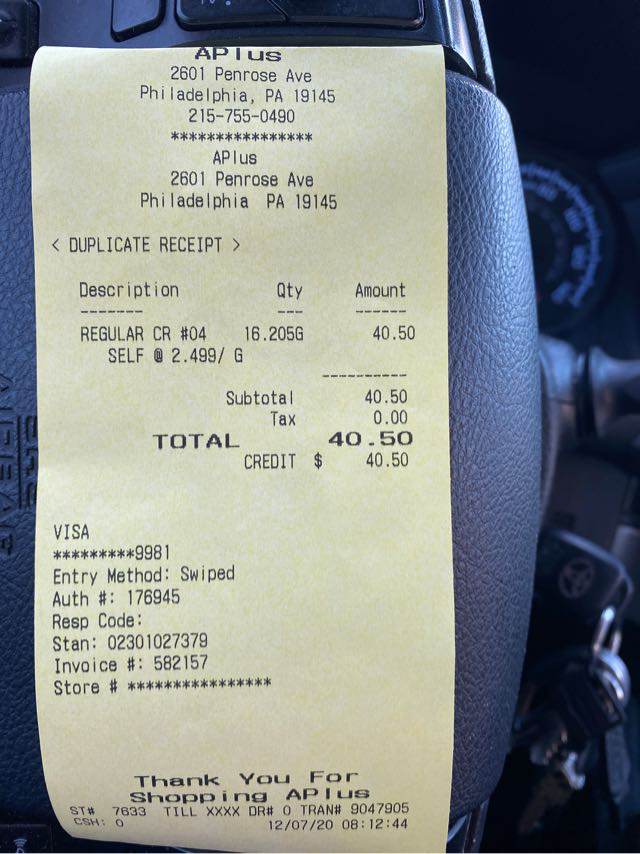 APlus
2601 Penrose Ave
Philadelphia, PA 19145
215-755-0490
****************
APlus
2601 Penrose Ave
Philadelphia PA 19145
< DUPLICATE RECEIPT >
Description Qty Amount
------- --- ------
REGULAR CR #04 16.205G 40.50
SELF @ 2.499/ G
----------
Subtotal 40.50
Tax 0.00
TOTAL 40.50
CREDIT $ 40.50
VISA
*********9981
Entry Method: Swiped
Auth #: 176945
Resp Code:
Stan: 02301027379
Invoice #: 582157
Store # ****************
Thank You For
Shopping APlus
ST# 7633 TILL XXXX DR# 0 TRAN# 9047905
CSH: 0 12/07/20 08:12:44